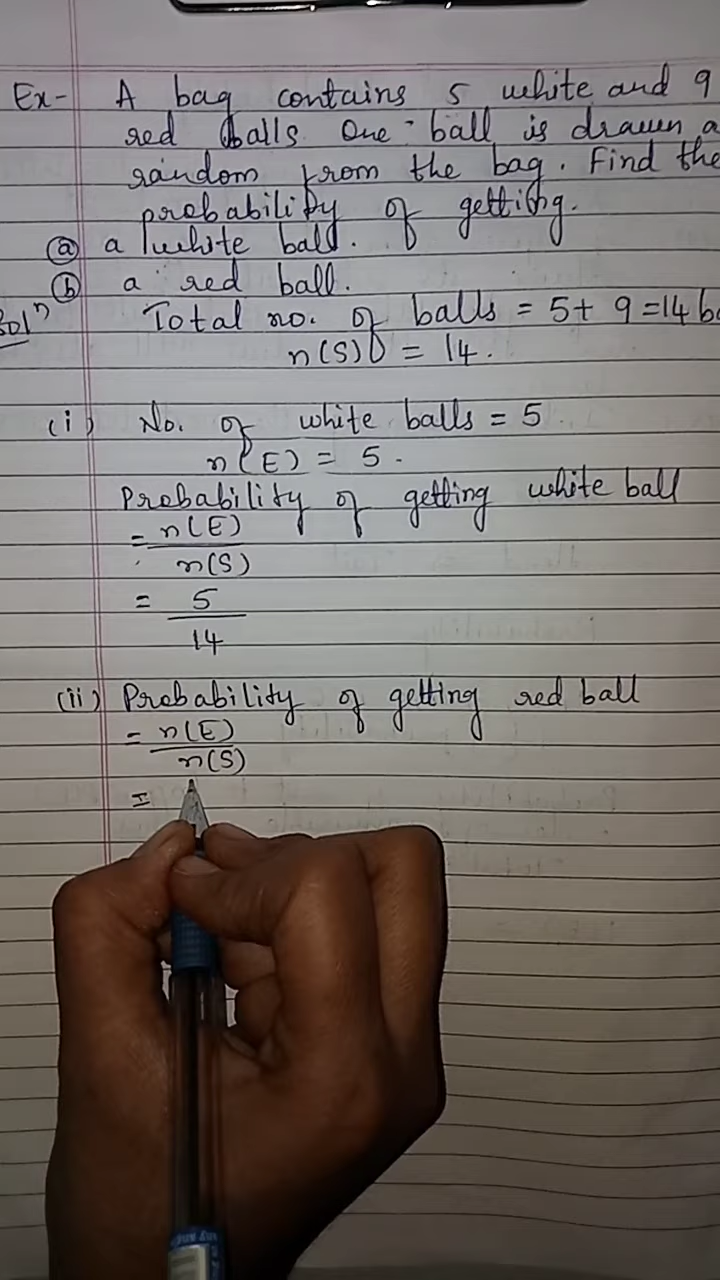 Ex- A bag contains 5 white and 9
red balls. One ball is drawn a
random from the bag. Find the
probability of getting.
(a) a white ball.
(b) a red ball.
Solⁿ Total no. of balls = 5+ 9 =14 ba
n(S) = 14.
(i) No. of white balls = 5.
n(E) = 5.
Probability of getting white ball
= n(E)
n(S)
= 5
14
(ii) Probability of getting red ball
= n(E)
n(S)
=